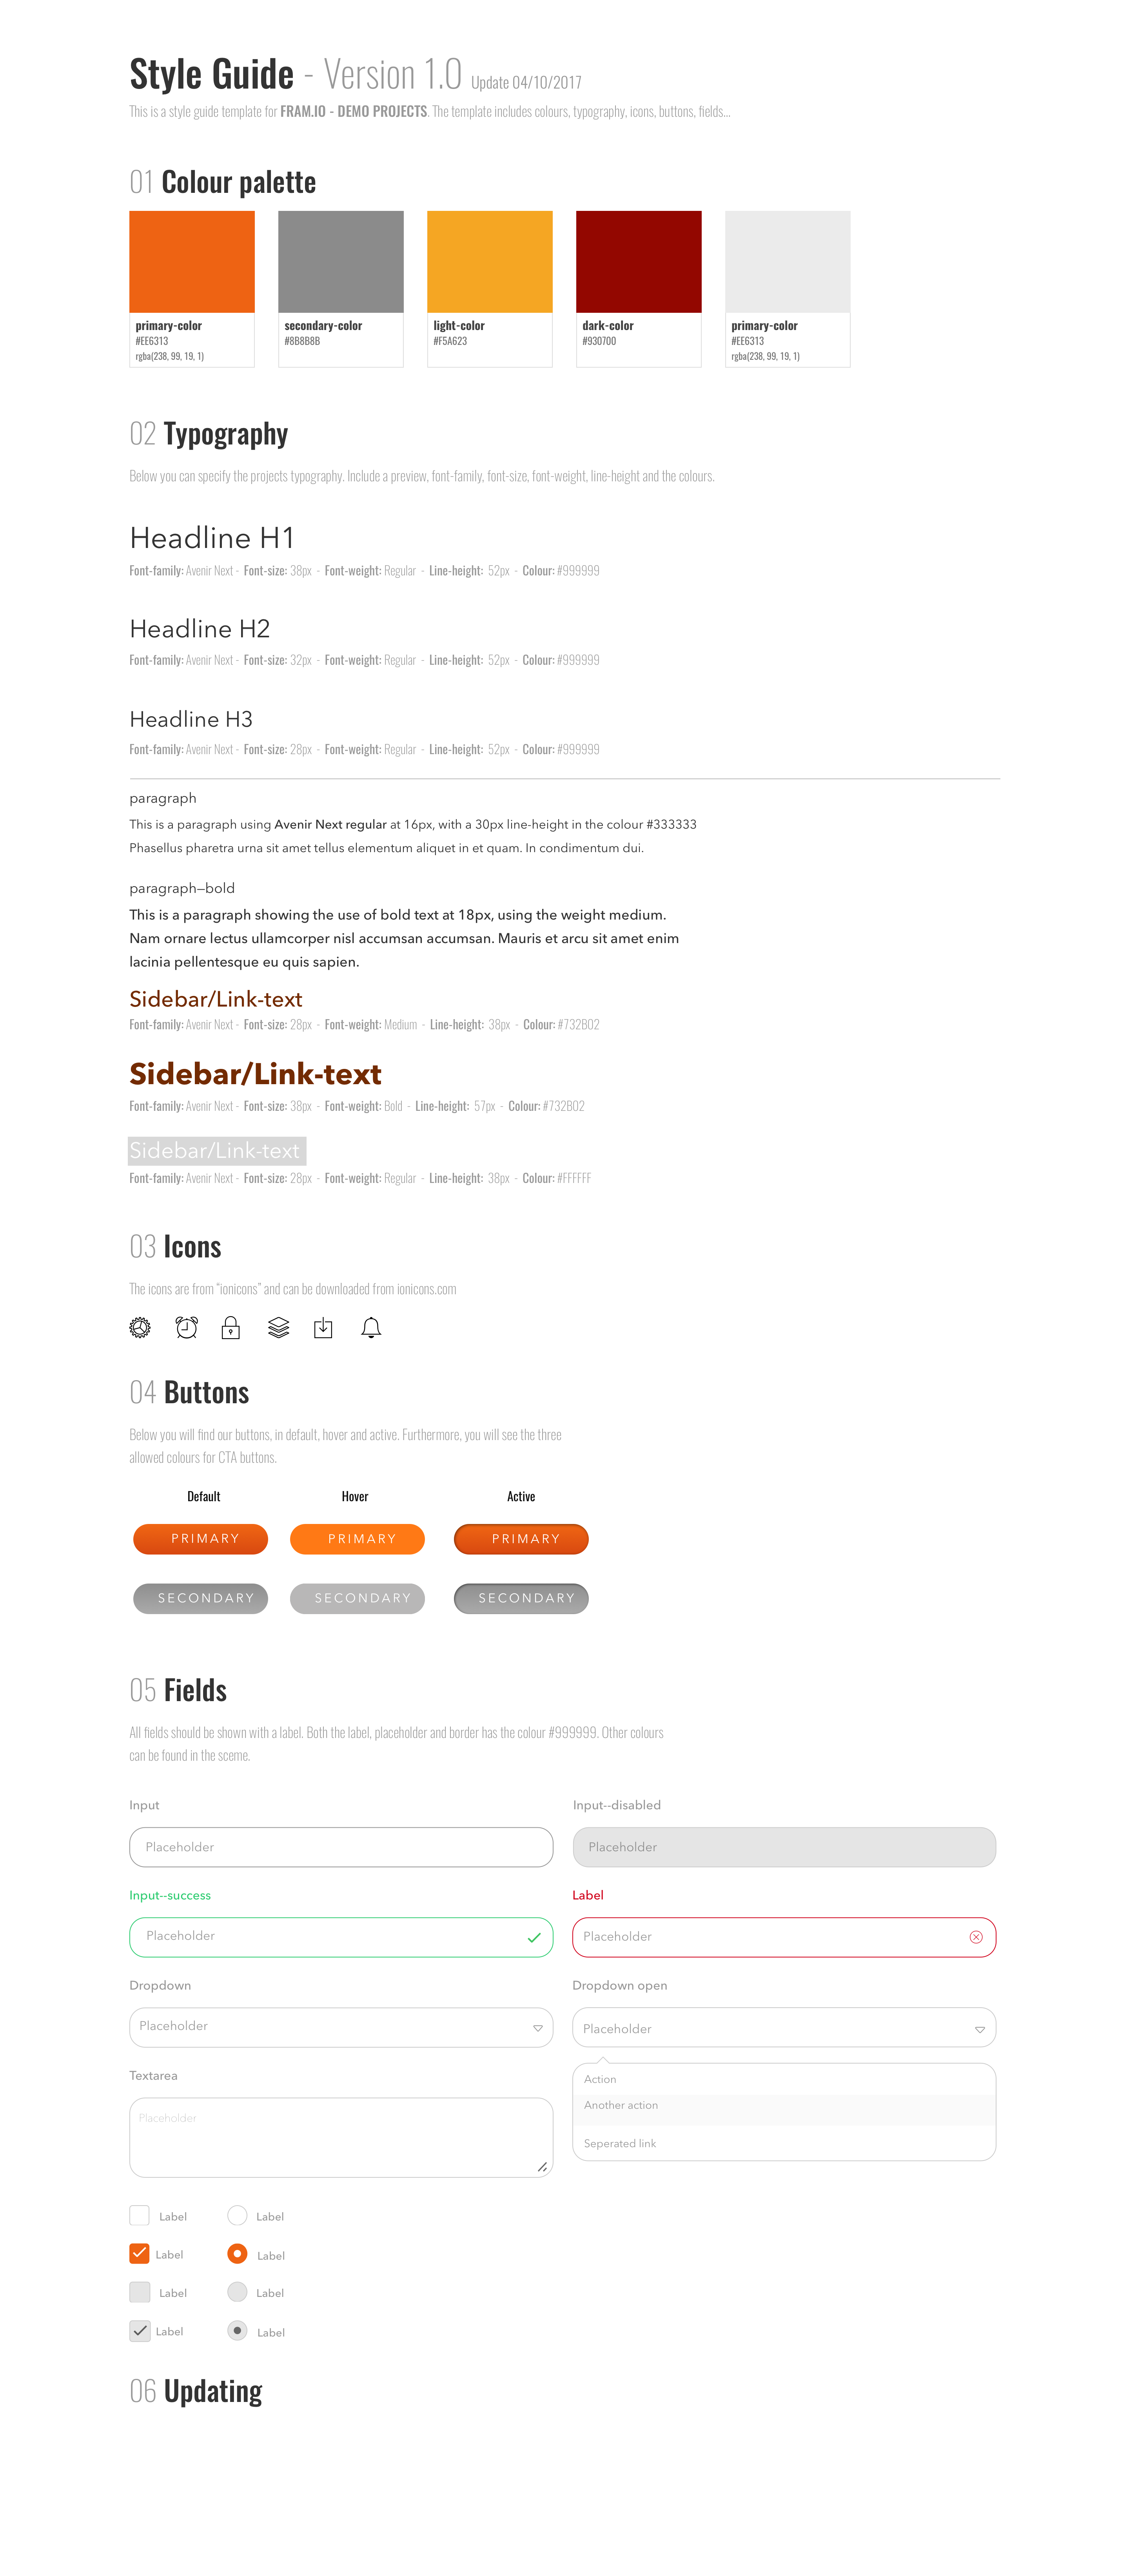 Style Guide - Version 1.0 Update 04/10/2017
This is a style guide template for FRAM.IO - DEMO PROJECTS. The template includes colours, typography, icons, buttons, fields...
01 Colour palette
primary-color
#EE6313
rgba(238, 99, 19, 1)
secondary-color
#8B8B8B
light-color
#F5A623
dark-color
#930700
primary-color
#EE6313
rgba(238, 99, 19, 1)
02 Typography
Below you can specify the projects typography. Include a preview, font-family, font-size, font-weight, line-height and the colours.
Headline H1
Font-family: Avenir Next - Font-size: 38px - Font-weight: Regular - Line-height: 52px - Colour: #999999
Headline H2
Font-family: Avenir Next - Font-size: 32px - Font-weight: Regular - Line-height: 52px - Colour: #999999
Headline H3
Font-family: Avenir Next - Font-size: 28px - Font-weight: Regular - Line-height: 52px - Colour: #999999
paragraph
This is a paragraph using Avenir Next regular at 16px, with a 30px line-height in the colour #333333
Phasellus pharetra urna sit amet tellus elementum aliquet in et quam. In condimentum dui.
paragraph—bold
This is a paragraph showing the use of bold text at 18px, using the weight medium.
Nam ornare lectus ullamcorper nisl accumsan accumsan. Mauris et arcu sit amet enim
lacinia pellentesque eu quis sapien.
Sidebar/Link-text
Font-family: Avenir Next - Font-size: 28px - Font-weight: Medium - Line-height: 38px - Colour: #732B02
Sidebar/Link-text
Font-family: Avenir Next - Font-size: 38px - Font-weight: Bold - Line-height: 57px - Colour: #732B02
Sidebar/Link-text
Font-family: Avenir Next - Font-size: 28px - Font-weight: Regular - Line-height: 38px - Colour: #FFFFFF
03 Icons
The icons are from “ionicons” and can be downloaded from ionicons.com
04 Buttons
Below you will find our buttons, in default, hover and active. Furthermore, you will see the three
allowed colours for CTA buttons.
Default Hover Active
PRIMARY PRIMARY PRIMARY
SECONDARY SECONDARY SECONDARY
05 Fields
All fields should be shown with a label. Both the label, placeholder and border has the colour #999999. Other colours
can be found in the sceme.
Input Input--disabled
Placeholder Placeholder
Input--success Label
Placeholder Placeholder
Dropdown Dropdown open
Placeholder Placeholder
Textarea
Placeholder
Action
Another action
Seperated link
Label Label
Label Label
Label Label
Label Label
06 Updating